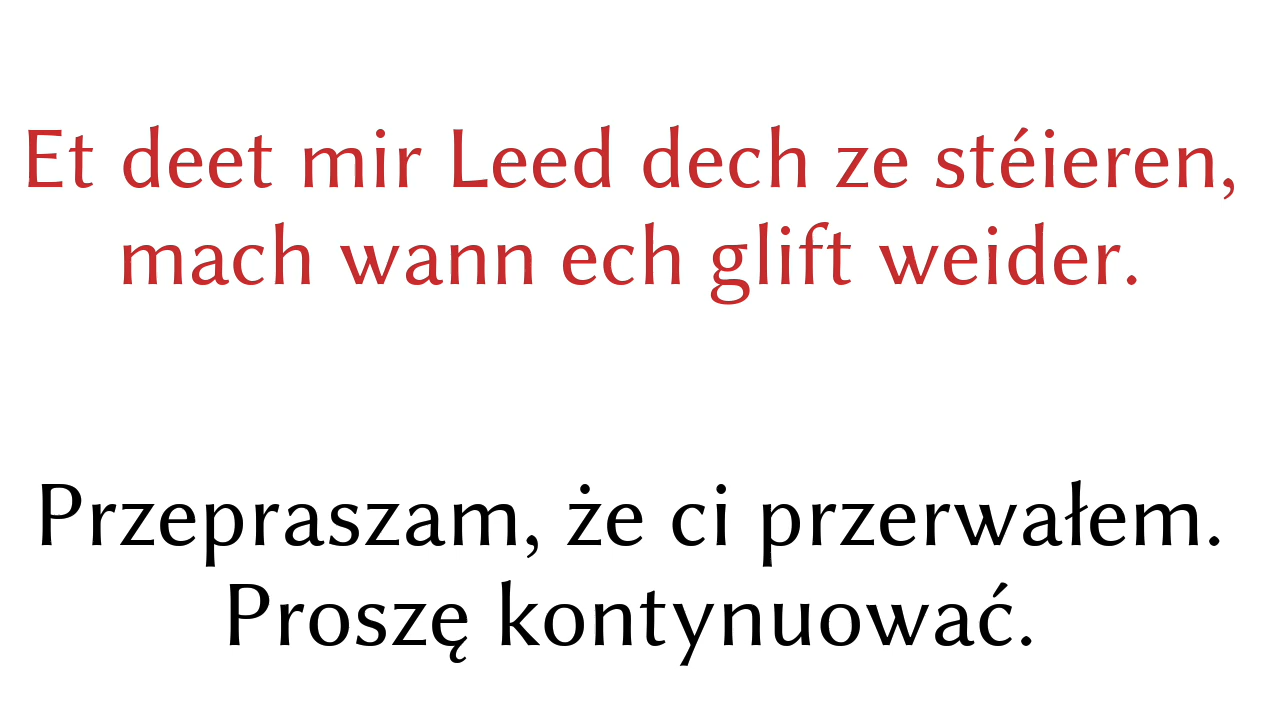 Et deet mir Leed dech ze stéieren,
mach wann ech glift weider.
Przepraszam, że ci przerwałem.
Proszę kontynuować.